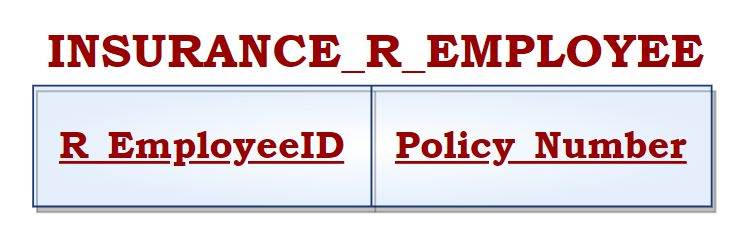 INSURANCE_R_EMPLOYEE
R_EmployeeID Policy_Number